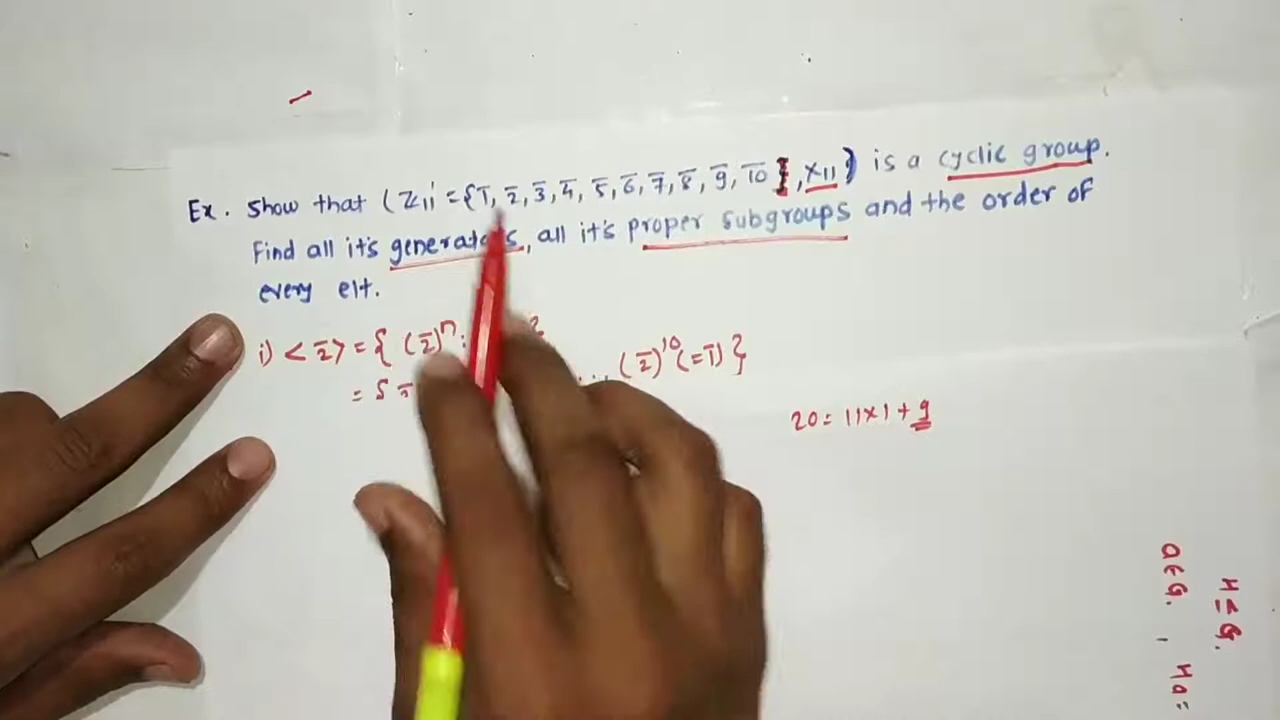 Ex. Show that (Z₁₁' = {1̄, 2̄, 3̄, 4̄, 5̄, 6̄, 7̄, 8̄, 9̄, 10̄}, ×₁₁) is a cyclic group.
Find all it's generators, all it's proper subgroups and the order of
every elt.
i) <2̄> = { (2̄)ⁿ : }
= { ..., (2̄)¹⁰(=1̄) }
20 = 11×1 + 9
H ≤ G.
a ∈ G. , Ha =